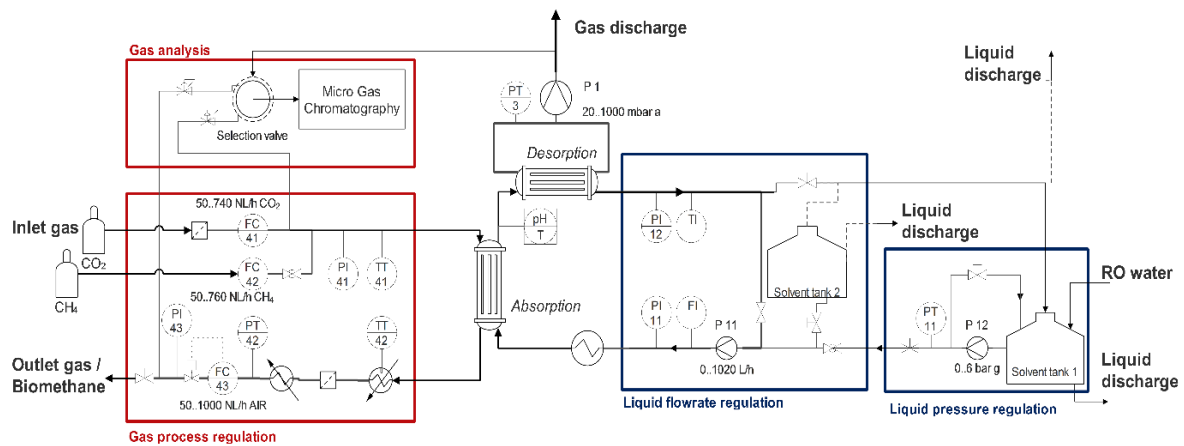 Gas discharge
Gas analysis
Micro Gas
Chromatography
Selection valve
PT
3
P 1
20..1000 mbar a
Desorption
Liquid
discharge
50..740 NL/h CO₂
Inlet gas
CO₂
FC
41
FC
42
CH₄
50..760 NL/h CH₄
PI
41
TT
41
pH
T
Absorption
PI
12
TI
Liquid
discharge
Solvent tank 2
RO water
PI
43
PT
42
TT
42
FC
43
Outlet gas /
Biomethane
50..1000 NL/h AIR
Gas process regulation
PI
11
FI
P 11
0..1020 L/h
Liquid flowrate regulation
PT
11
P 12
0..6 bar g
Solvent tank 1
Liquid
discharge
Liquid pressure regulation